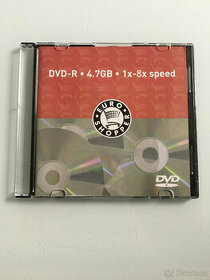 DVD-R • 4.7GB • 1x-8x speed
EURO
SHOPPER
DVD